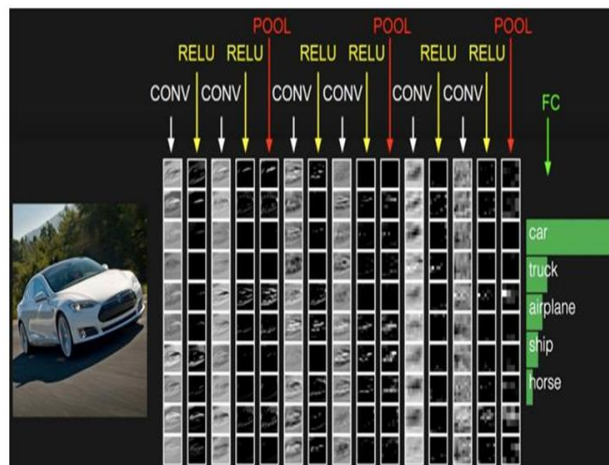 POOL POOL POOL
RELU RELU RELU RELU RELU RELU
CONV CONV CONV CONV CONV CONV FC
car
truck
airplane
ship
horse